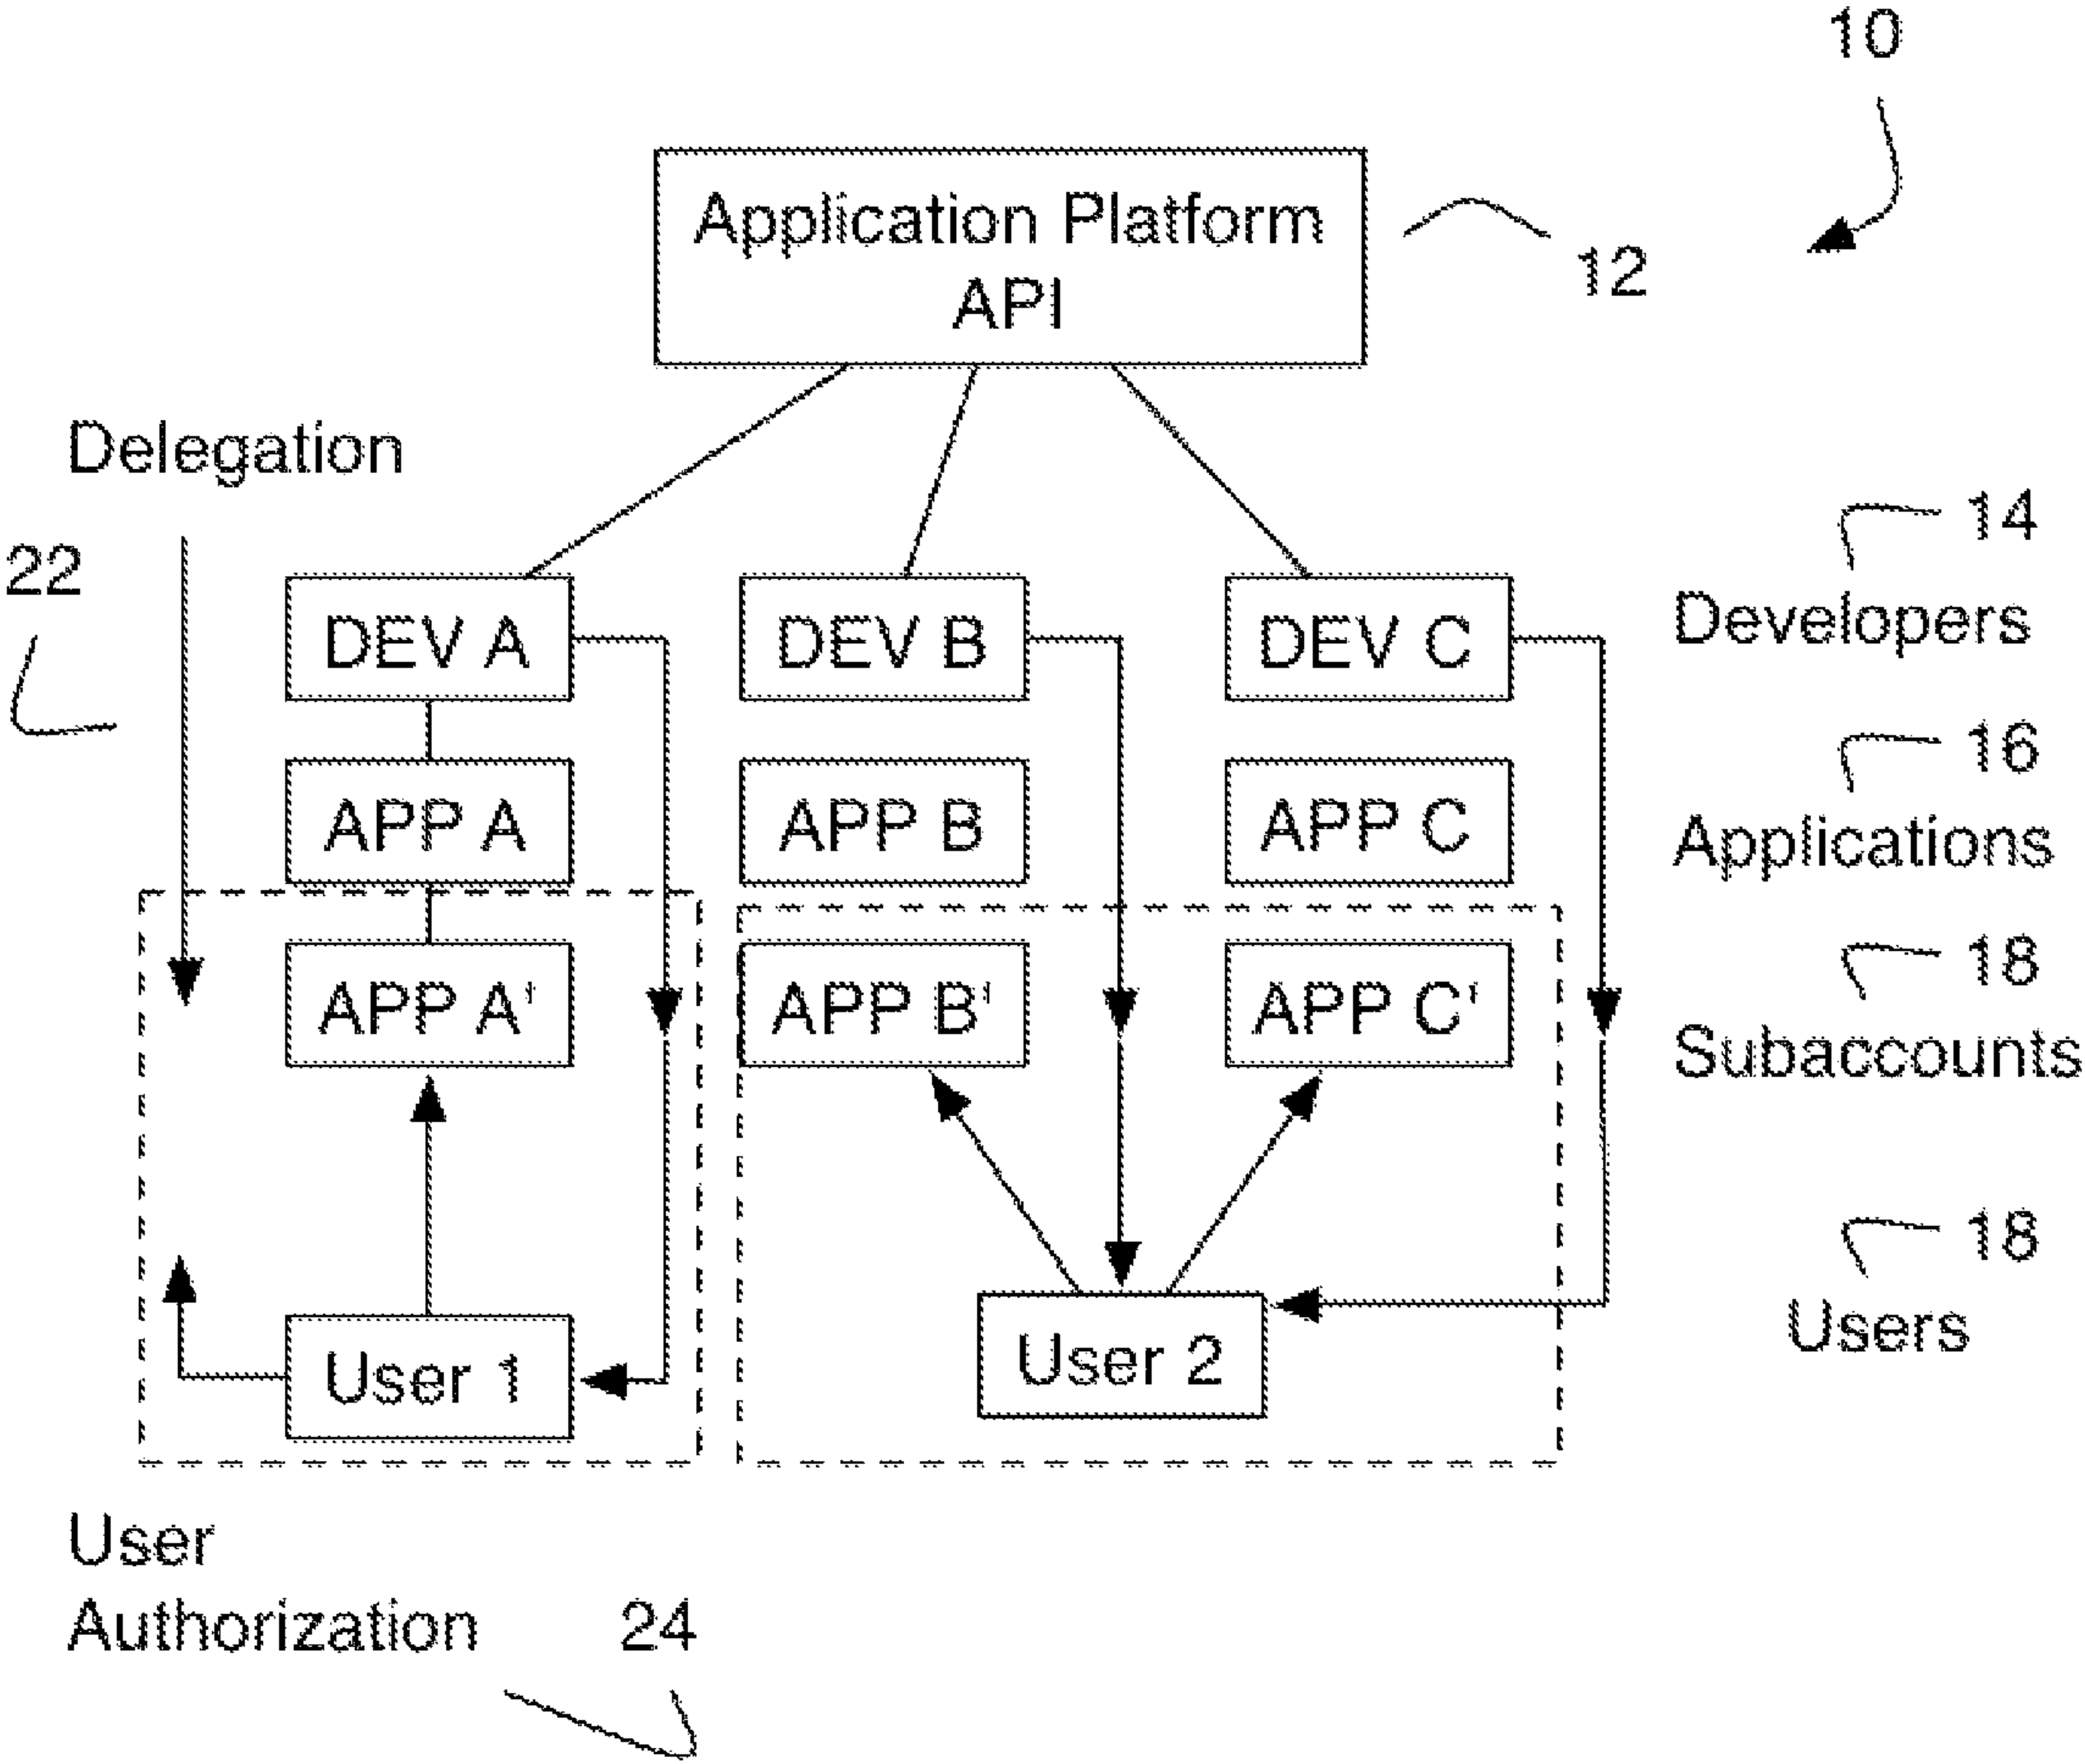 10
Application Platform
API
12
Delegation
22
14
DEV A
DEV B
DEV C
Developers
16
APP A
APP B
APP C
Applications
18
APP A'
APP B'
APP C'
Subaccounts
18
User 1
User 2
Users
User
Authorization
24